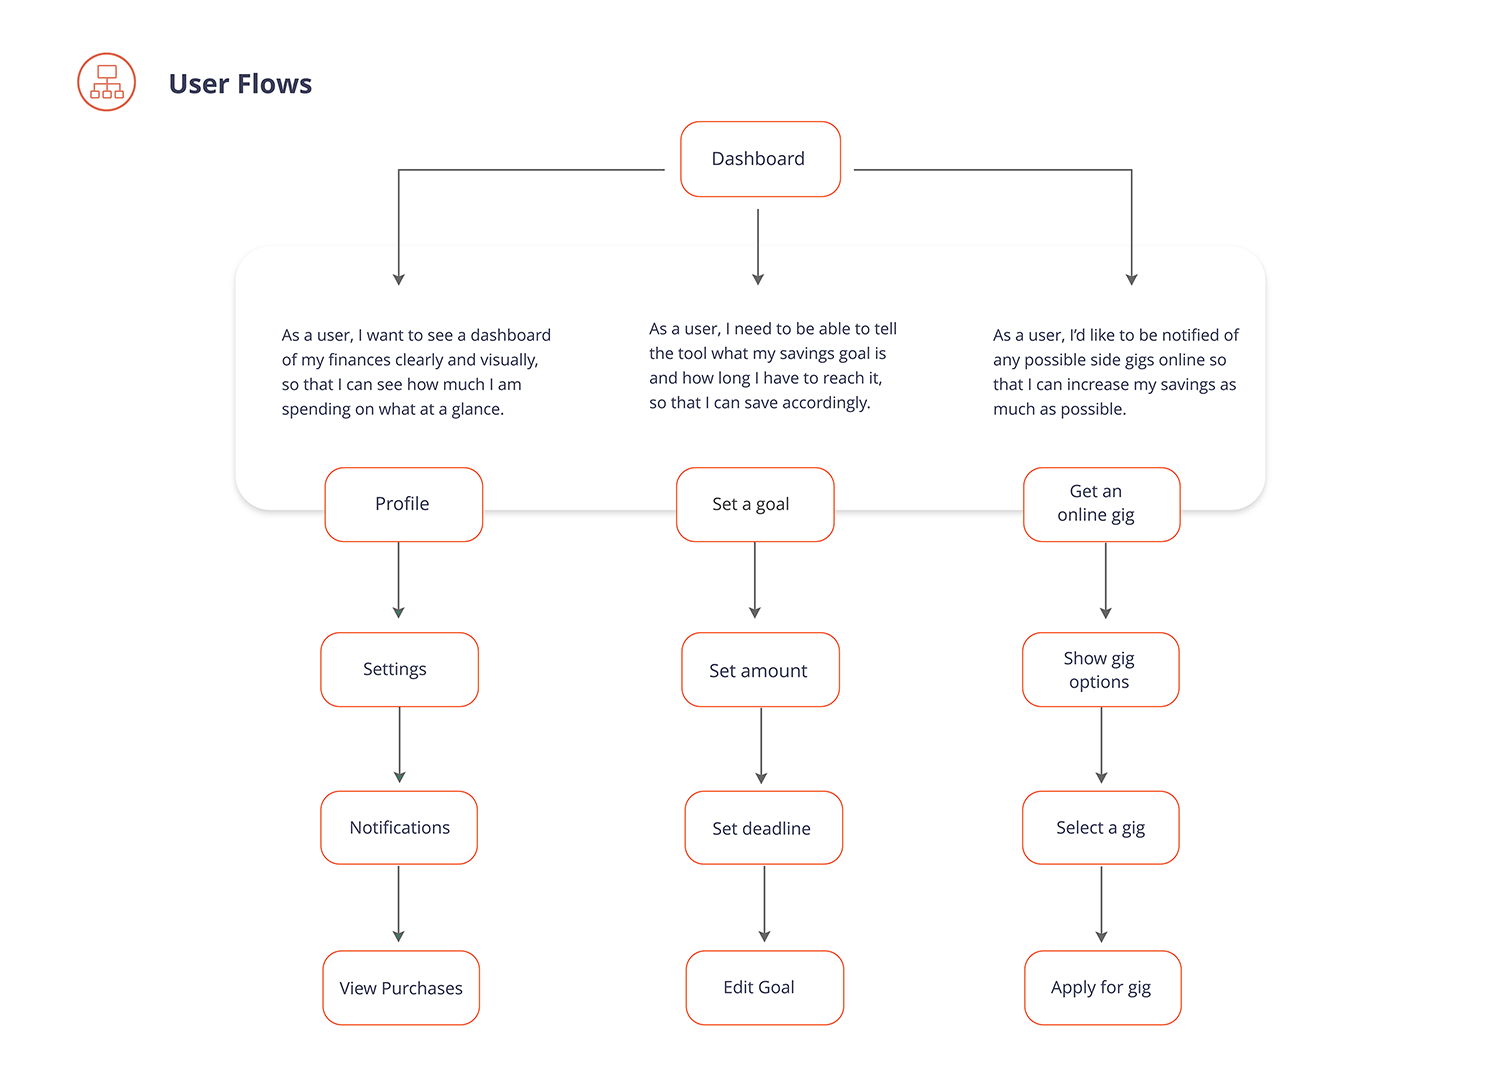 User Flows
Dashboard
As a user, I want to see a dashboard
of my finances clearly and visually,
so that I can see how much I am
spending on what at a glance.
As a user, I need to be able to tell
the tool what my savings goal is
and how long I have to reach it,
so that I can save accordingly.
As a user, I’d like to be notified of
any possible side gigs online so
that I can increase my savings as
much as possible.
Profile
Set a goal
Get an
online gig
Settings
Set amount
Show gig
options
Notifications
Set deadline
Select a gig
View Purchases
Edit Goal
Apply for gig